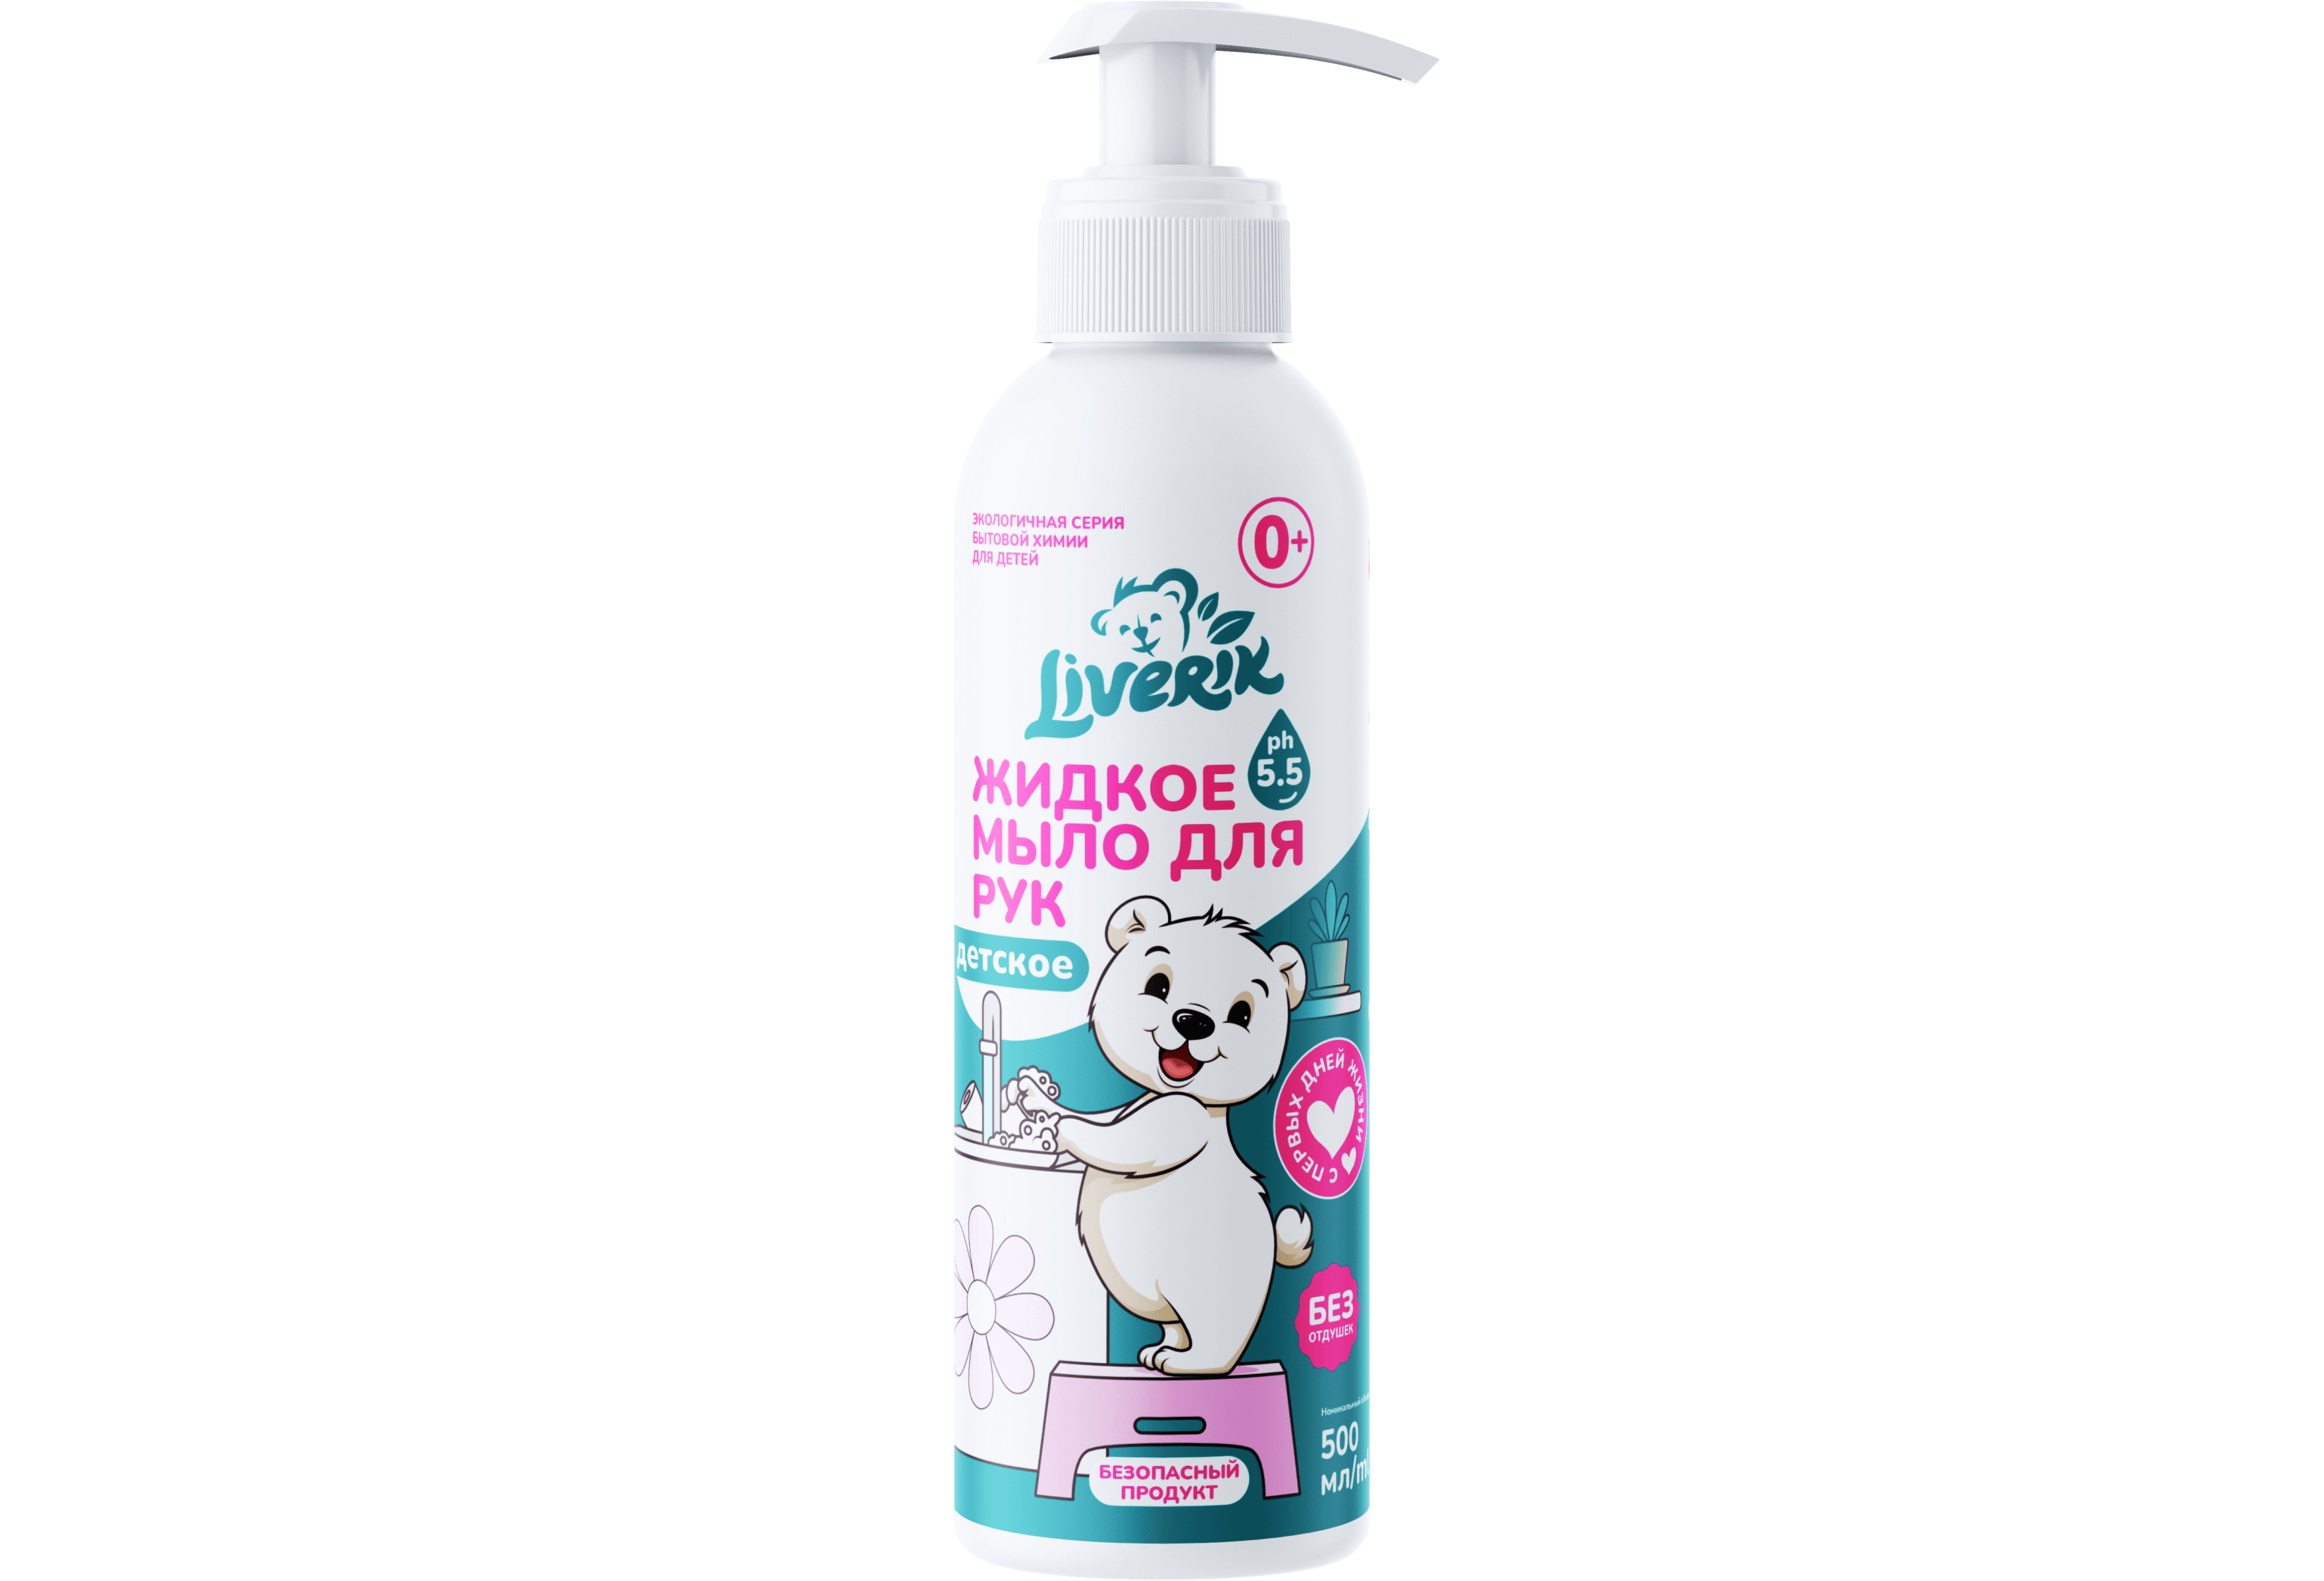 ЭКОЛОГИЧНАЯ СЕРИЯ
БЫТОВОЙ ХИМИИ
ДЛЯ ДЕТЕЙ
0+
Liverik
ph
5.5
ЖИДКОЕ
МЫЛО ДЛЯ
РУК
детское
С ПЕРВЫХ ДНЕЙ ЖИЗНИ
БЕЗ
ОТДУШЕК
Номинальный
500
мл/ml
БЕЗОПАСНЫЙ
ПРОДУКТ